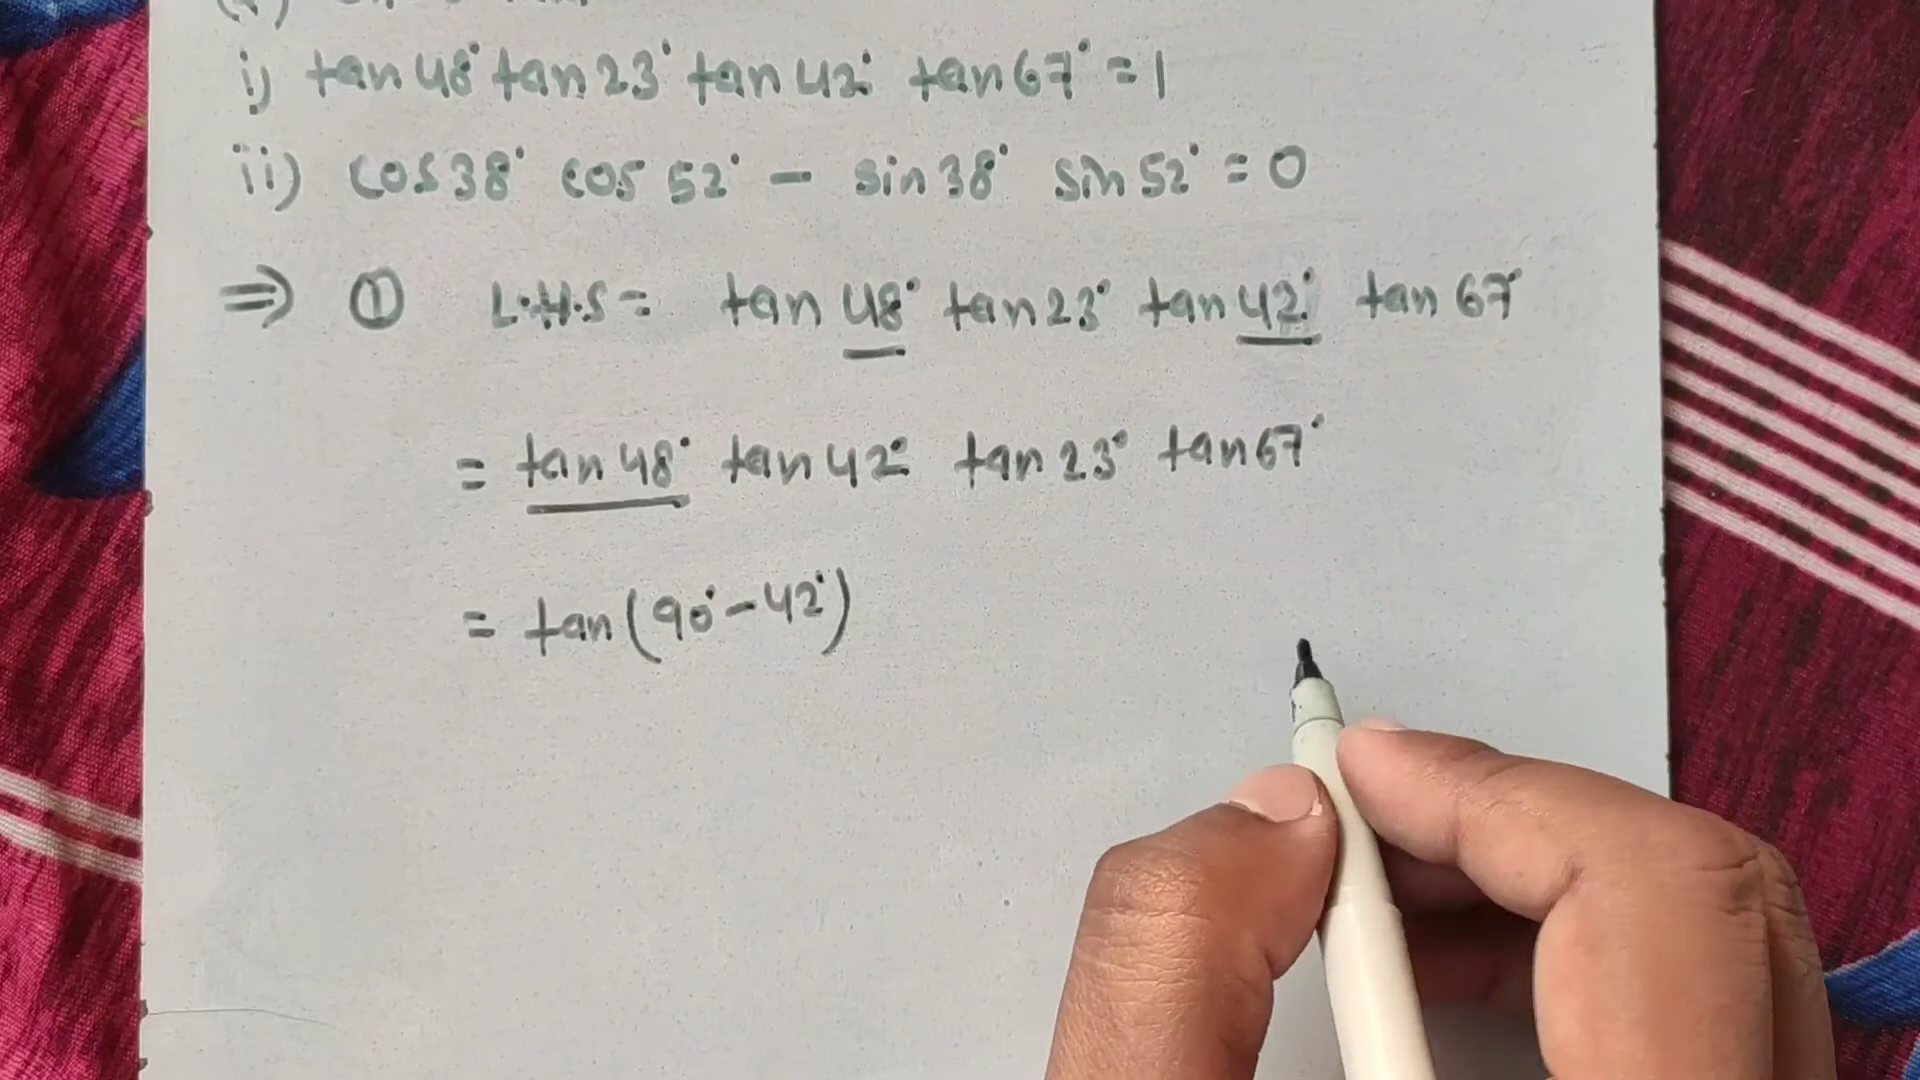 i) tan 48° tan 23° tan 42° tan 67° = 1
ii) cos 38° cos 52° - sin 38° sin 52° = 0
⇒ ① L.H.S = tan 48° tan 23° tan 42° tan 67°
= tan 48° tan 42° tan 23° tan 67°
= tan (90° - 42°)